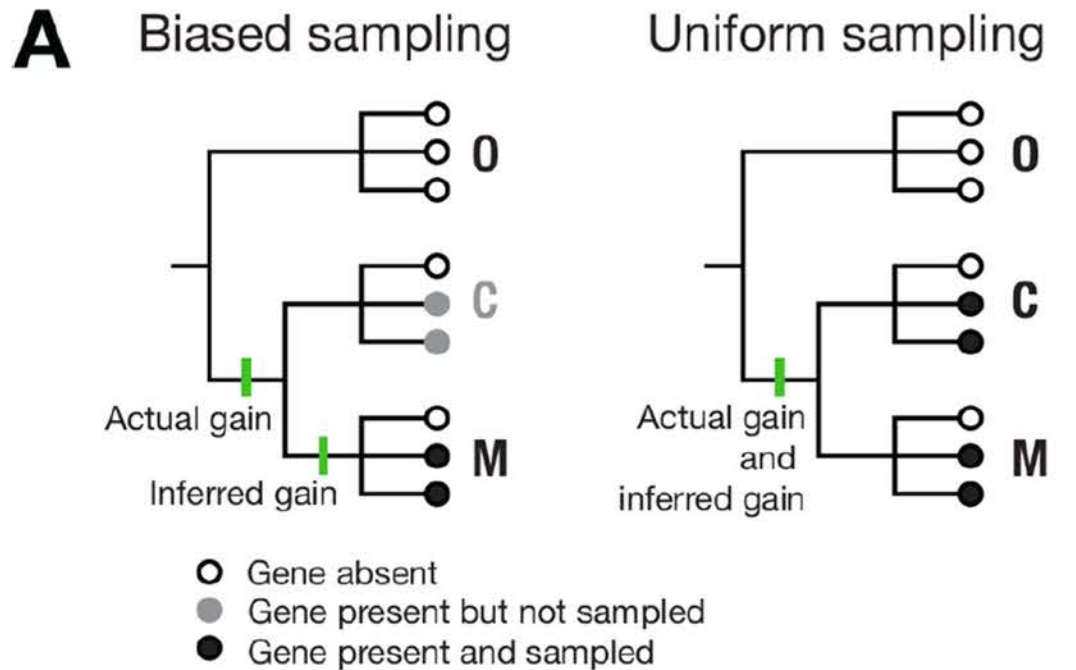 A
Biased sampling
Uniform sampling
O
C
M
Actual gain
Inferred gain
O
C
M
Actual gain
and
inferred gain
Gene absent
Gene present but not sampled
Gene present and sampled